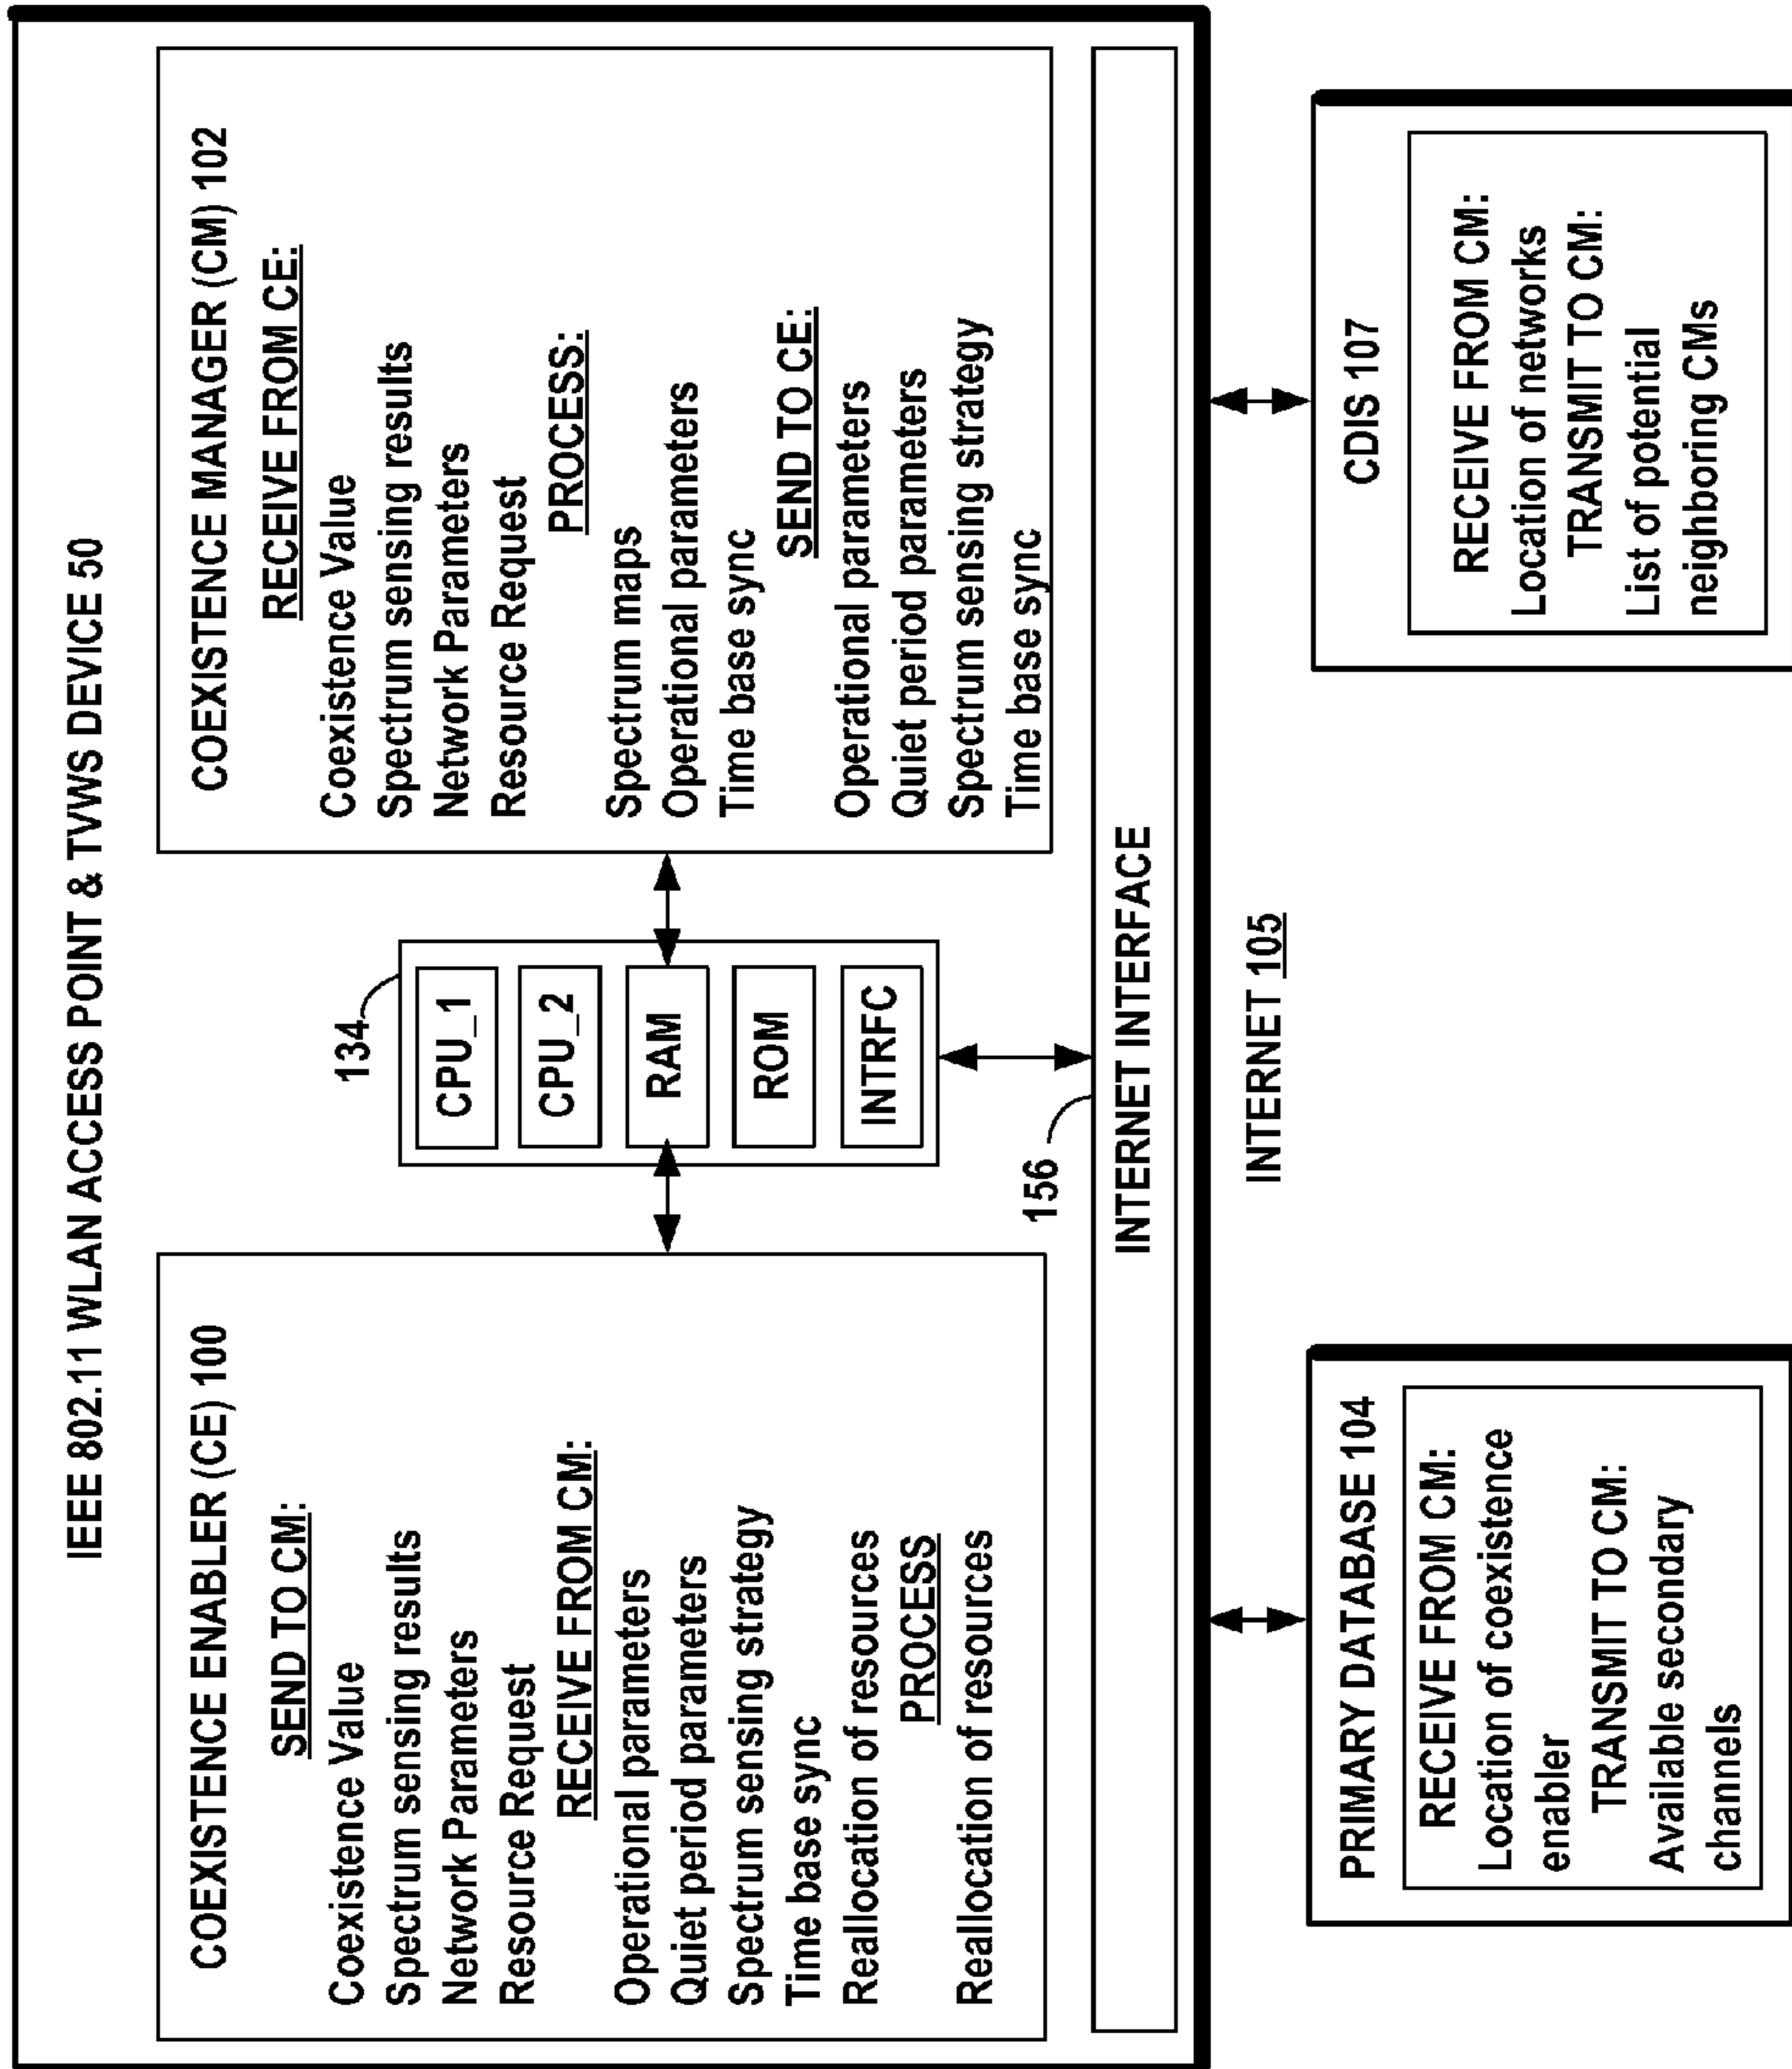 IEEE 802.11 WLAN ACCESS POINT & TVWS DEVICE 50
COEXISTENCE ENABLER (CE) 100
SEND TO CM:
Coexistence Value
Spectrum sensing results
Network Parameters
Resource Request
RECEIVE FROM CM:
Operational parameters
Quiet period parameters
Spectrum sensing strategy
Time base sync
Reallocation of resources
PROCESS
Reallocation of resources
134
CPU_1
CPU_2
RAM
ROM
INTRFC
COEXISTENCE MANAGER (CM) 102
RECEIVE FROM CE:
Coexistence Value
Spectrum sensing results
Network Parameters
Resource Request
PROCESS:
Spectrum maps
Operational parameters
Time base sync
SEND TO CE:
Operational parameters
Quiet period parameters
Spectrum sensing strategy
Time base sync
156
INTERNET INTERFACE
INTERNET 105
PRIMARY DATABASE 104
RECEIVE FROM CM:
Location of coexistence
enabler
TRANSMIT TO CM:
Available secondary
channels
CDIS 107
RECEIVE FROM CM:
Location of networks
TRANSMIT TO CM:
List of potential
neighboring CMs